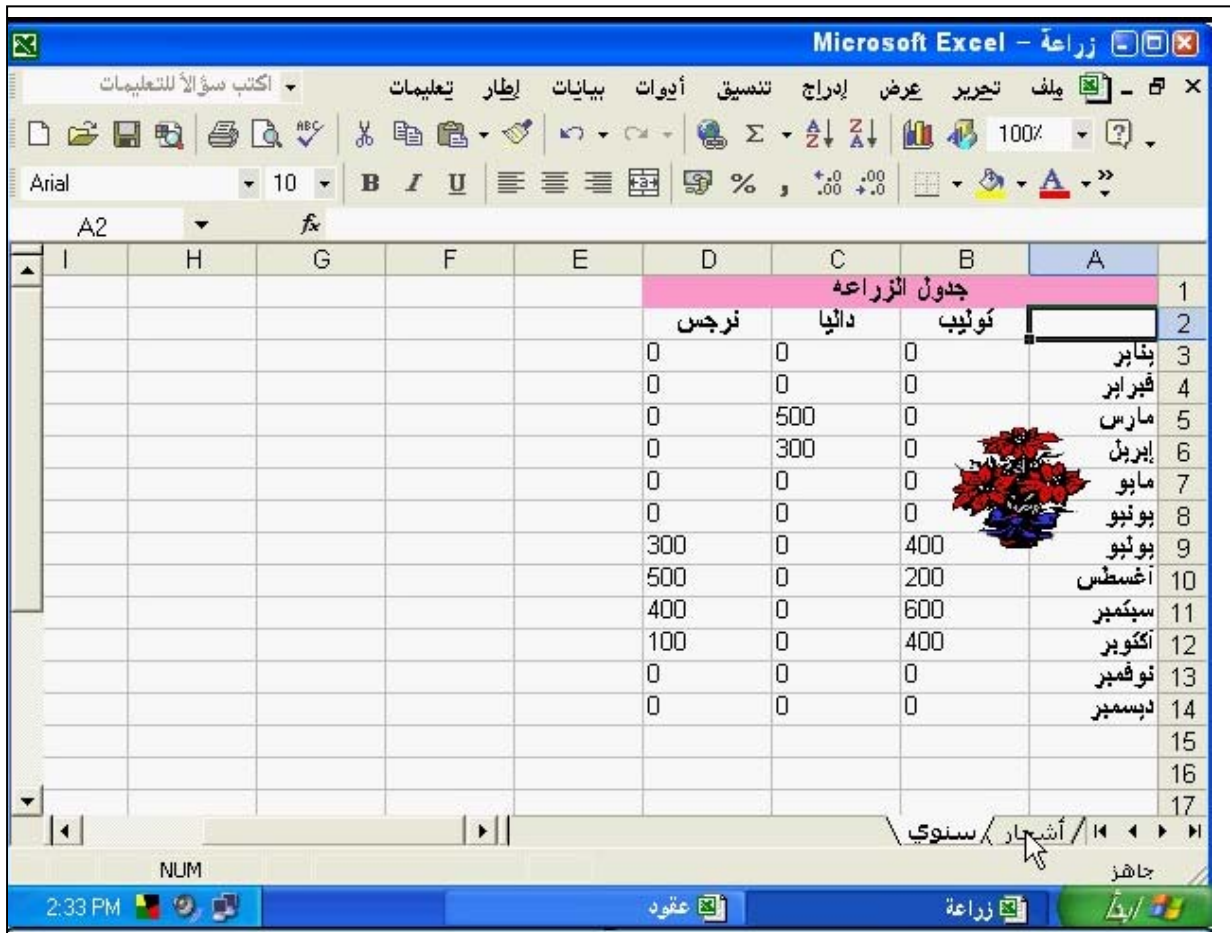 زراعة – Microsoft Excel
ملف تحرير عرض إدراج تنسيق أدوات بيانات إطار تعليمات اكتب سؤالاً للتعليمات
100%
Arial 10 B I U % ,
A2 fx
A B C D E F G H I
1 جدول الزراعه
2 توليب داليا نرجس
3 يناير 0 0 0
4 فبراير 0 0 0
5 مارس 0 500 0
6 إبريل 0 300 0
7 مايو 0 0 0
8 يونيو 0 0 0
9 يوليو 400 0 300
10 أغسطس 200 0 500
11 سبتمبر 600 0 400
12 أكتوبر 400 0 100
13 نوفمبر 0 0 0
14 ديسمبر 0 0 0
15
16
17
أشجار سنوي
جاهز NUM
ابدأ زراعة عقود 2:33 PM